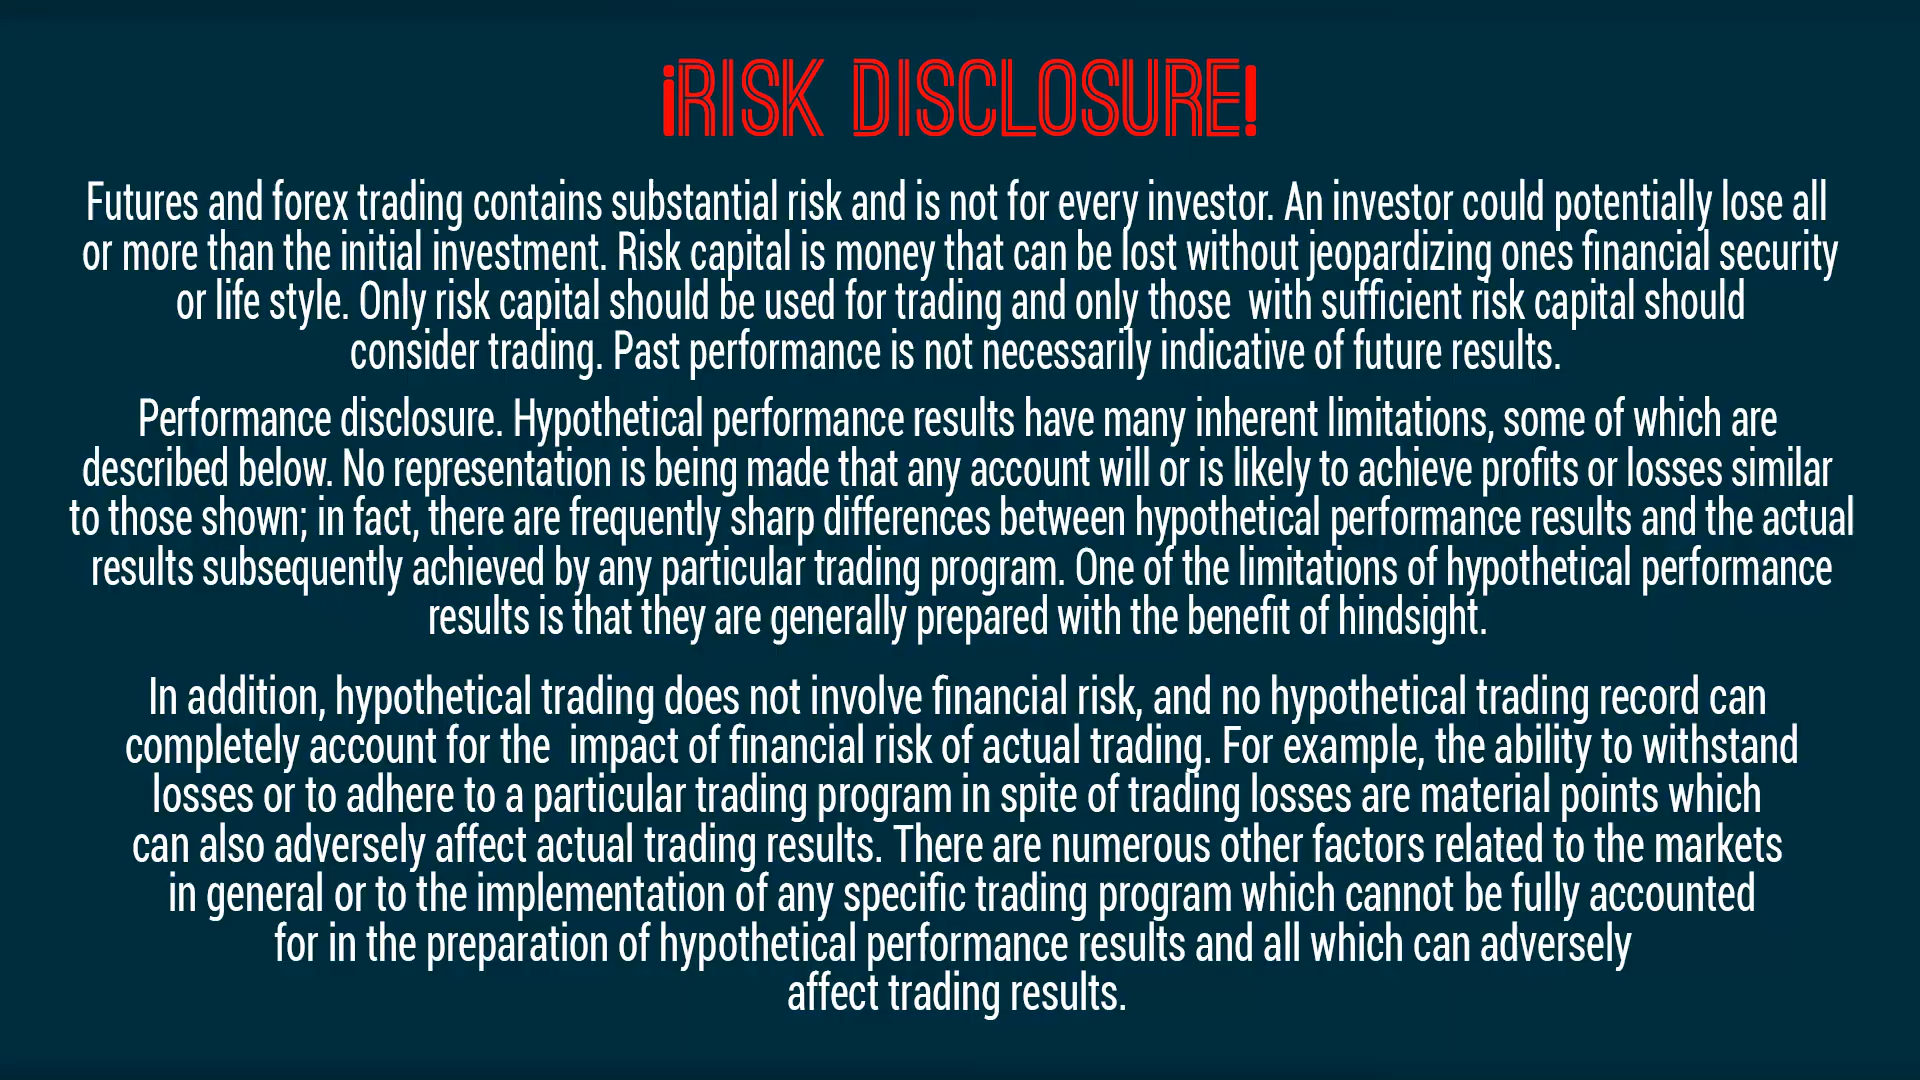 ¡RISK DISCLOSURE!
Futures and forex trading contains substantial risk and is not for every investor. An investor could potentially lose all
or more than the initial investment. Risk capital is money that can be lost without jeopardizing ones financial security
or life style. Only risk capital should be used for trading and only those  with sufficient risk capital should
consider trading. Past performance is not necessarily indicative of future results.
Performance disclosure. Hypothetical performance results have many inherent limitations, some of which are
described below. No representation is being made that any account will or is likely to achieve profits or losses similar
to those shown; in fact, there are frequently sharp differences between hypothetical performance results and the actual
results subsequently achieved by any particular trading program. One of the limitations of hypothetical performance
results is that they are generally prepared with the benefit of hindsight.
In addition, hypothetical trading does not involve financial risk, and no hypothetical trading record can
completely account for the  impact of financial risk of actual trading. For example, the ability to withstand
losses or to adhere to a particular trading program in spite of trading losses are material points which
can also adversely affect actual trading results. There are numerous other factors related to the markets
in general or to the implementation of any specific trading program which cannot be fully accounted
for in the preparation of hypothetical performance results and all which can adversely
affect trading results.